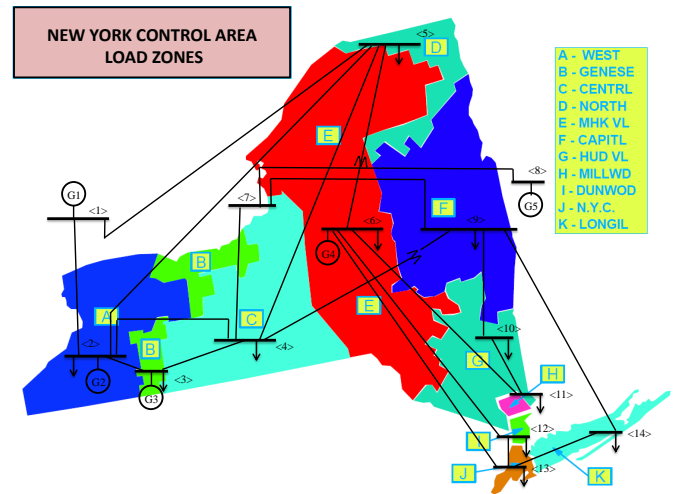 NEW YORK CONTROL AREA
LOAD ZONES
<5>
D
A - WEST
B - GENESE
C - CENTRL
D - NORTH
E - MHK VL
F - CAPITL
G - HUD VL
H - MILLWD
I - DUNWOD
J - N.Y.C.
K - LONGIL
E
<8>
G1
<7>
G5
<1>
F
<6>
<9>
G4
B
A
C
E
<10>
<2>
B
<4>
G
H
G2
<3>
G3
<11>
I
<12>
<14>
J
<13>
K